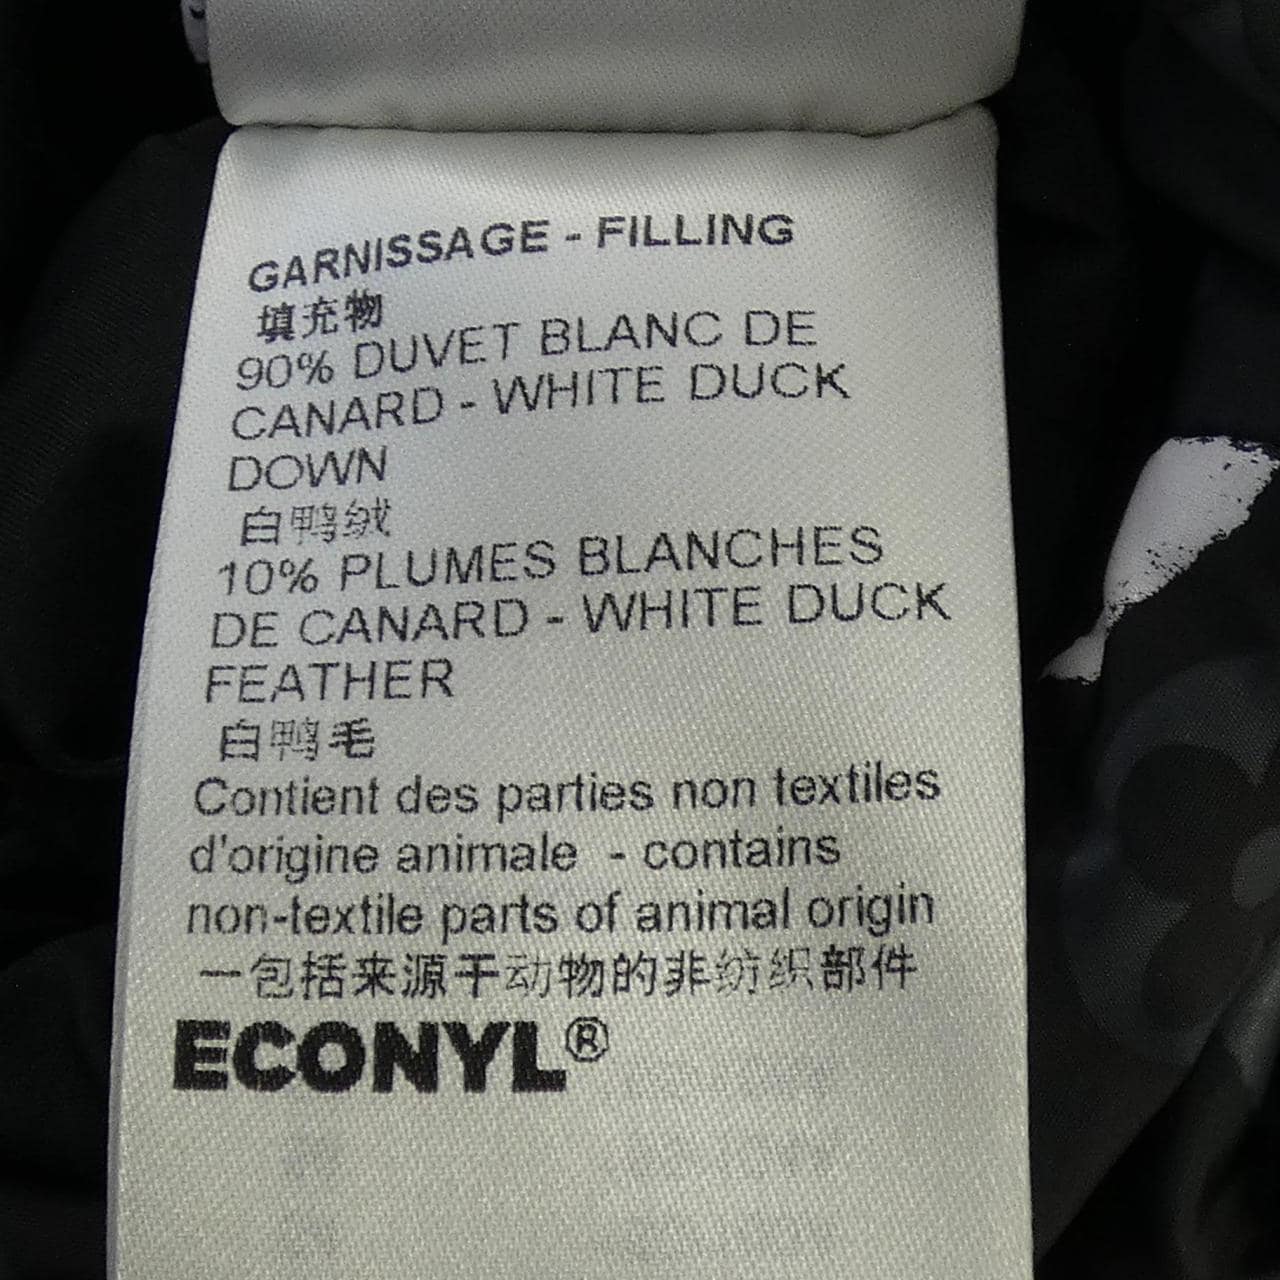 GARNISSAGE - FILLING
填充物
90% DUVET BLANC DE
CANARD - WHITE DUCK
DOWN
白鸭绒
10% PLUMES BLANCHES
DE CANARD - WHITE DUCK
FEATHER
白鸭毛
Contient des parties non textiles
d'origine animale - contains
non-textile parts of animal origin
一包括来源于动物的非纺织部件
ECONYL®